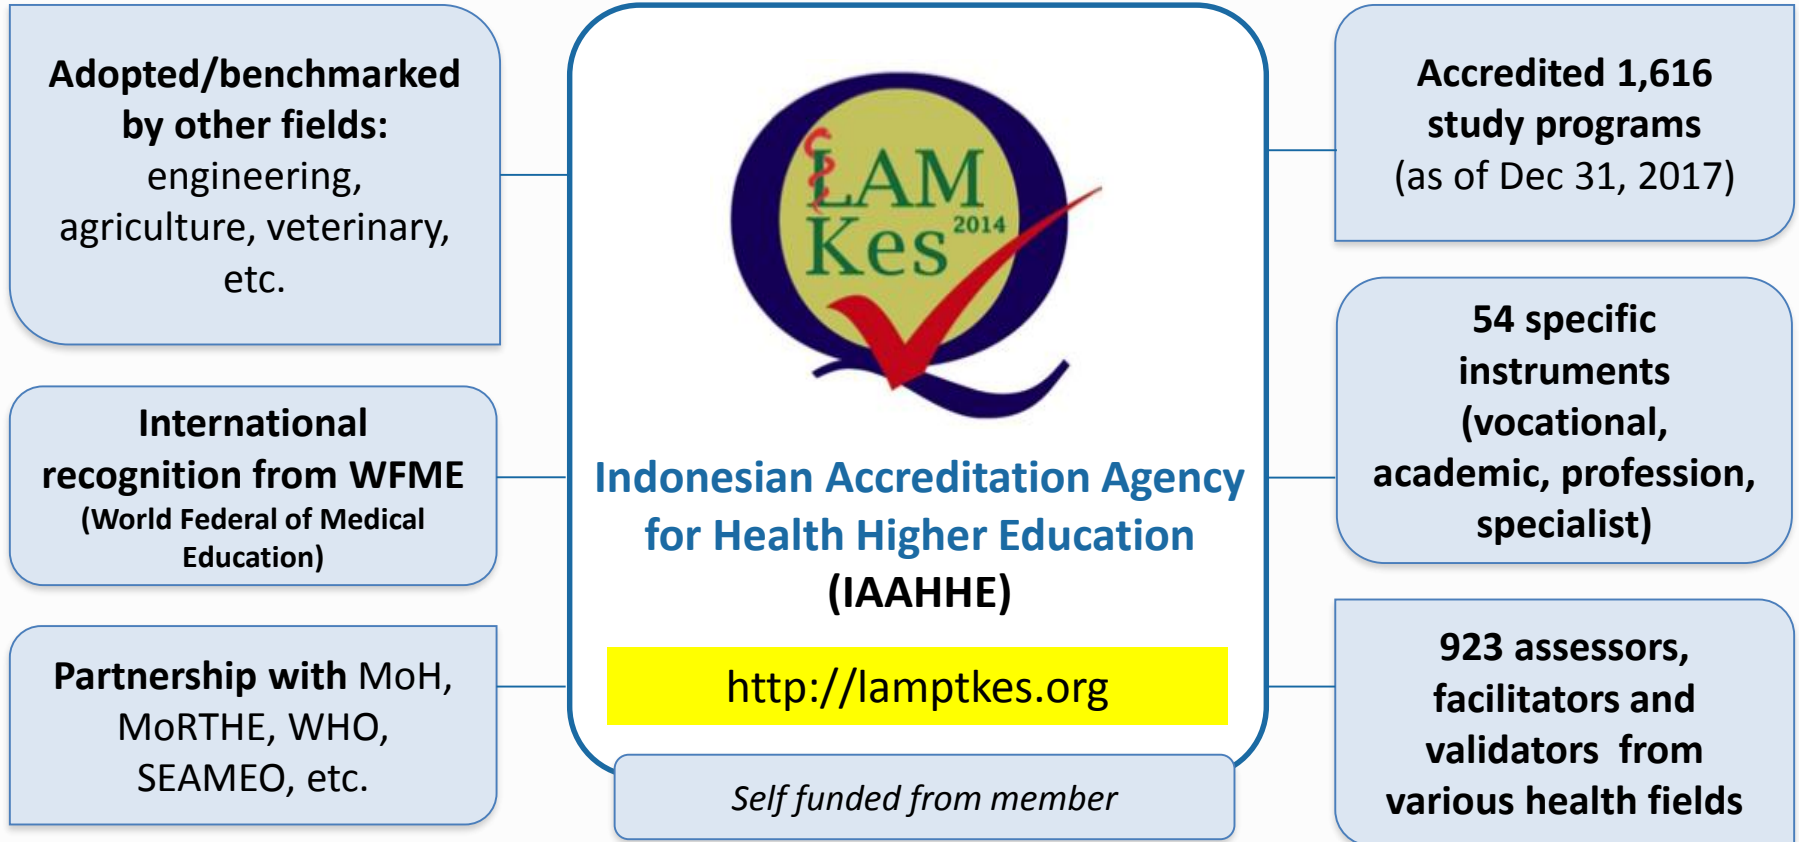 Adopted/benchmarked
by other fields:
engineering,
agriculture, veterinary,
etc.
International
recognition from WFME
(World Federal of Medical
Education)
Partnership with MoH,
MoRTHE, WHO,
SEAMEO, etc.
LAM
Kes 2014
Indonesian Accreditation Agency
for Health Higher Education
(IAAHHE)
http://lamptkes.org
Self funded from member
Accredited 1,616
study programs
(as of Dec 31, 2017)
54 specific
instruments
(vocational,
academic, profession,
specialist)
923 assessors,
facilitators and
validators from
various health fields